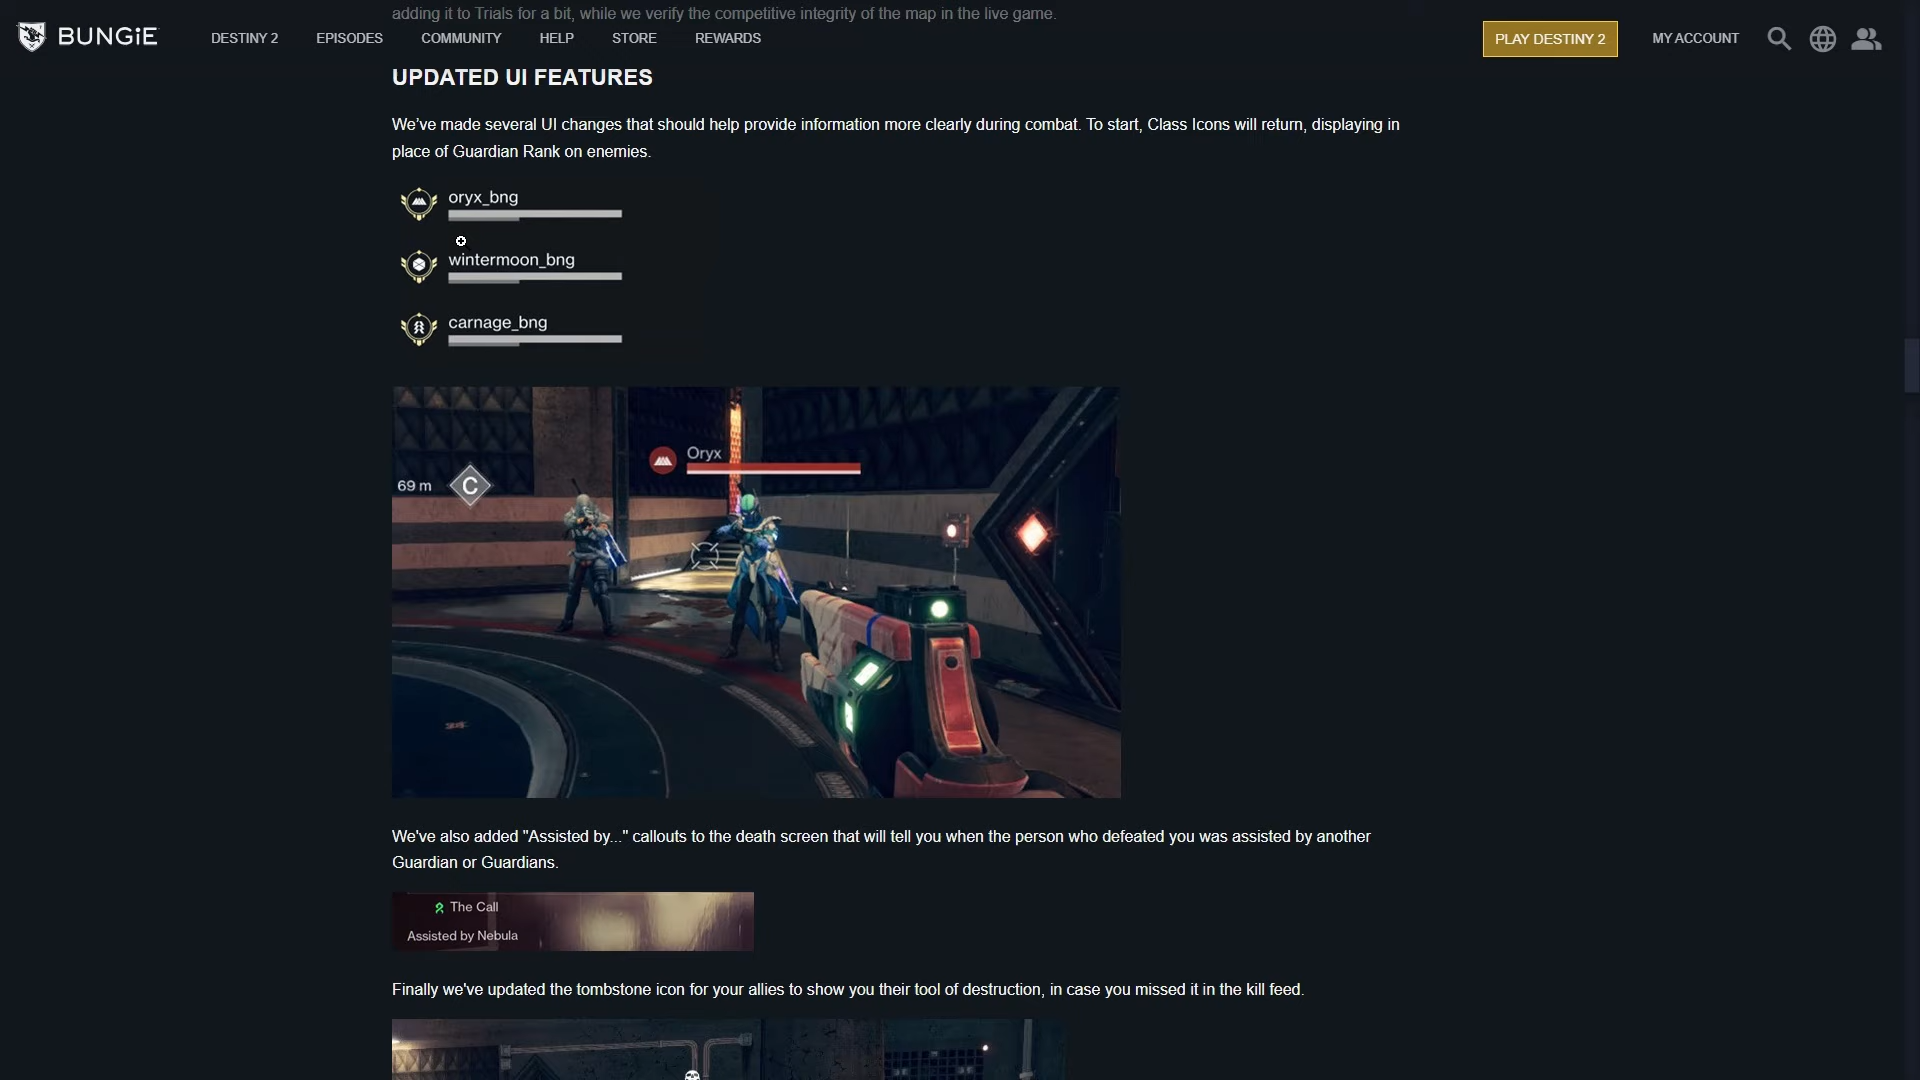 adding it to Trials for a bit, while we verify the competitive integrity of the map in the live game.
BUNGiE
DESTINY 2
EPISODES
COMMUNITY
HELP
STORE
REWARDS
PLAY DESTINY 2
MY ACCOUNT
UPDATED UI FEATURES
We’ve made several UI changes that should help provide information more clearly during combat. To start, Class Icons will return, displaying in
place of Guardian Rank on enemies.
oryx_bng
wintermoon_bng
carnage_bng
Oryx
69 m
C
We've also added "Assisted by..." callouts to the death screen that will tell you when the person who defeated you was assisted by another
Guardian or Guardians.
The Call
Assisted by Nebula
Finally we've updated the tombstone icon for your allies to show you their tool of destruction, in case you missed it in the kill feed.